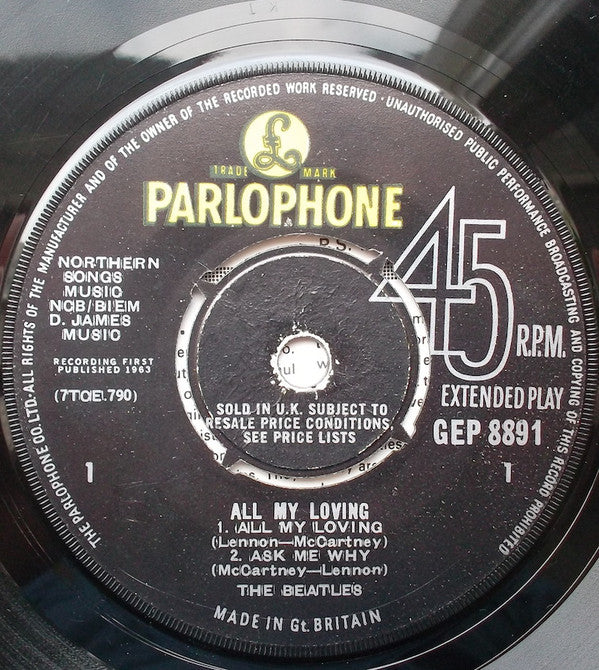 THE PARLOPHONE CO.LTD·ALL RIGHTS OF THE MANUFACTURER AND OF THE OWNER OF THE RECORDED WORK RESERVED · UNAUTHORISED PUBLIC PERFORMANCE BROADCASTING AND COPYING OF THIS RECORD PROHIBITED
£
TRADE MARK
PARLOPHONE
NORTHERN
SONGS
MUSIC
NCB/BIEM
D. JAMES
MUSIC
RECORDING FIRST
PUBLISHED 1963
(7TCE.790)
45
R.P.M.
EXTENDED PLAY
GEP 8891
SOLD IN U.K. SUBJECT TO
RESALE PRICE CONDITIONS,
SEE PRICE LISTS
1
1
ALL MY LOVING
1. ALL MY LOVING
(Lennon—McCartney)
2. ASK ME WHY
(McCartney—Lennon)
THE BEATLES
MADE IN Gt. BRITAIN